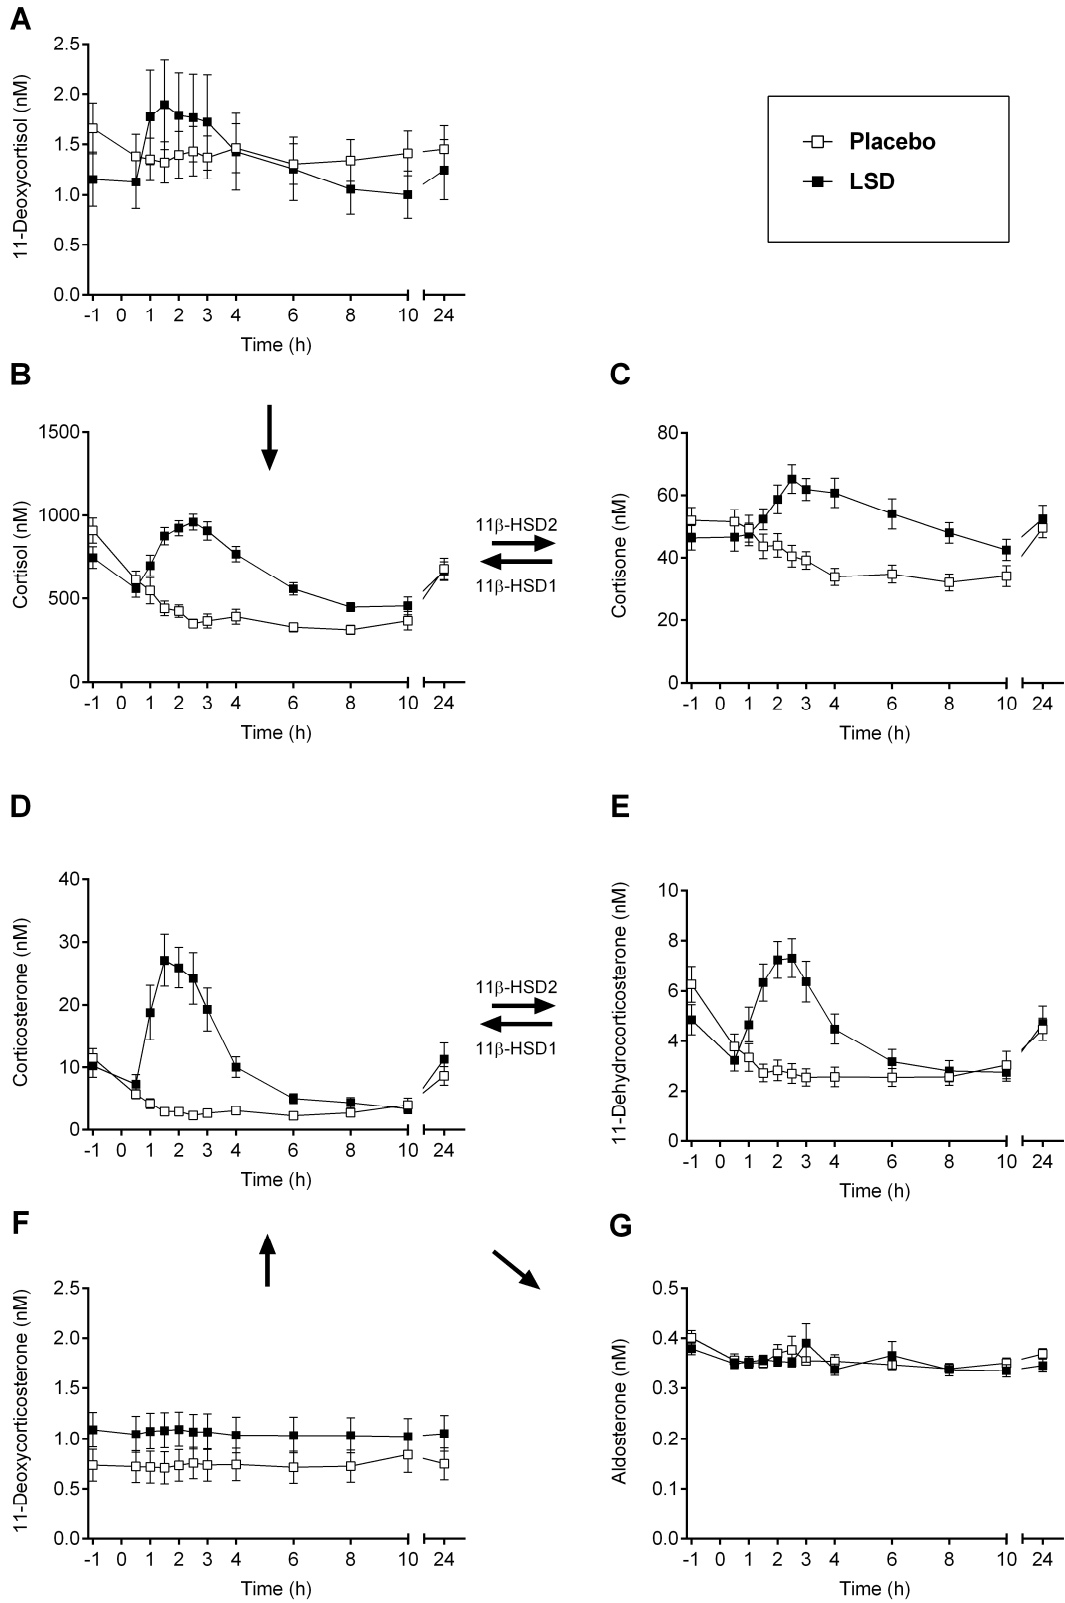 A
11-Deoxycortisol (nM)
2.5
2.0
1.5
1.0
0.5
0.0
-1 0 1 2 3 4 6 8 10 24
Time (h)
Placebo
LSD
B
Cortisol (nM)
1500
1000
500
0
-1 0 1 2 3 4 6 8 10 24
Time (h)
11β-HSD2
11β-HSD1
C
Cortisone (nM)
80
60
40
20
0
-1 0 1 2 3 4 6 8 10 24
Time (h)
D
Corticosterone (nM)
40
30
20
10
0
-1 0 1 2 3 4 6 8 10 24
Time (h)
11β-HSD2
11β-HSD1
E
11-Dehydrocorticosterone (nM)
10
8
6
4
2
0
-1 0 1 2 3 4 6 8 10 24
Time (h)
F
11-Deoxycorticosterone (nM)
2.5
2.0
1.5
1.0
0.5
0.0
-1 0 1 2 3 4 6 8 10 24
Time (h)
G
Aldosterone (nM)
0.5
0.4
0.3
0.2
0.1
0.0
-1 0 1 2 3 4 6 8 10 24
Time (h)